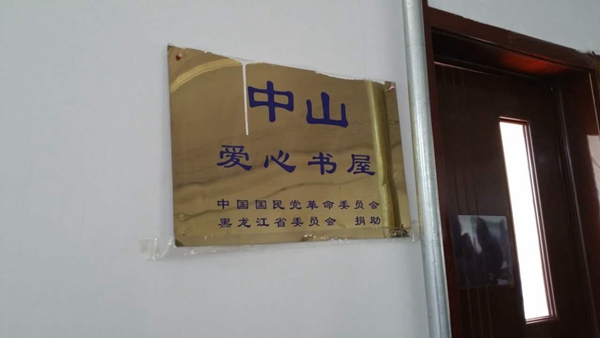 中山
爱心书屋
中国国民党革命委员会
黑龙江省委员会 捐助